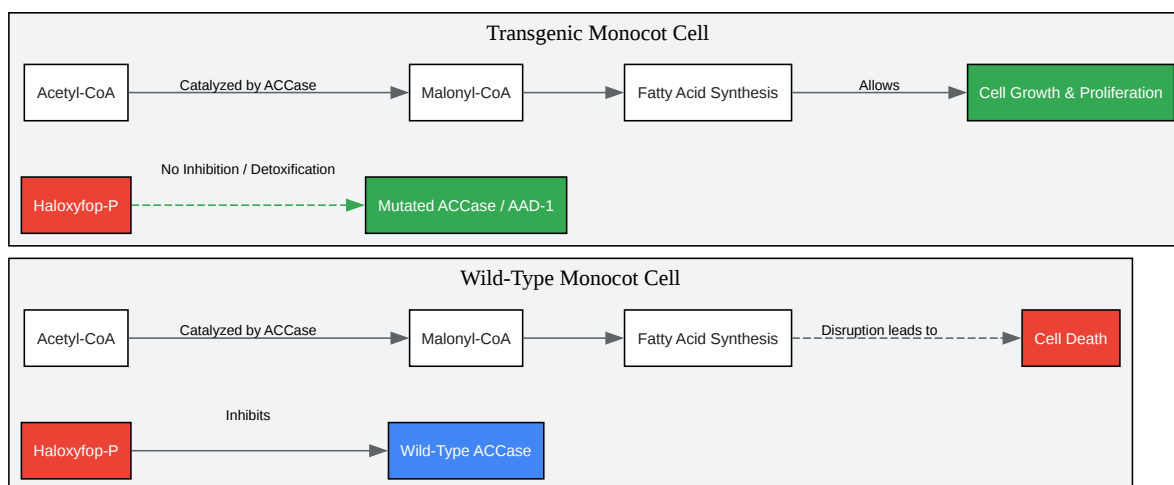 Transgenic Monocot Cell
Acetyl-CoA
Catalyzed by ACCase
Malonyl-CoA
Fatty Acid Synthesis
Allows
Cell Growth & Proliferation
Haloxyfop-P
No Inhibition / Detoxification
Mutated ACCase / AAD-1
Wild-Type Monocot Cell
Acetyl-CoA
Catalyzed by ACCase
Malonyl-CoA
Fatty Acid Synthesis
Disruption leads to
Cell Death
Haloxyfop-P
Inhibits
Wild-Type ACCase